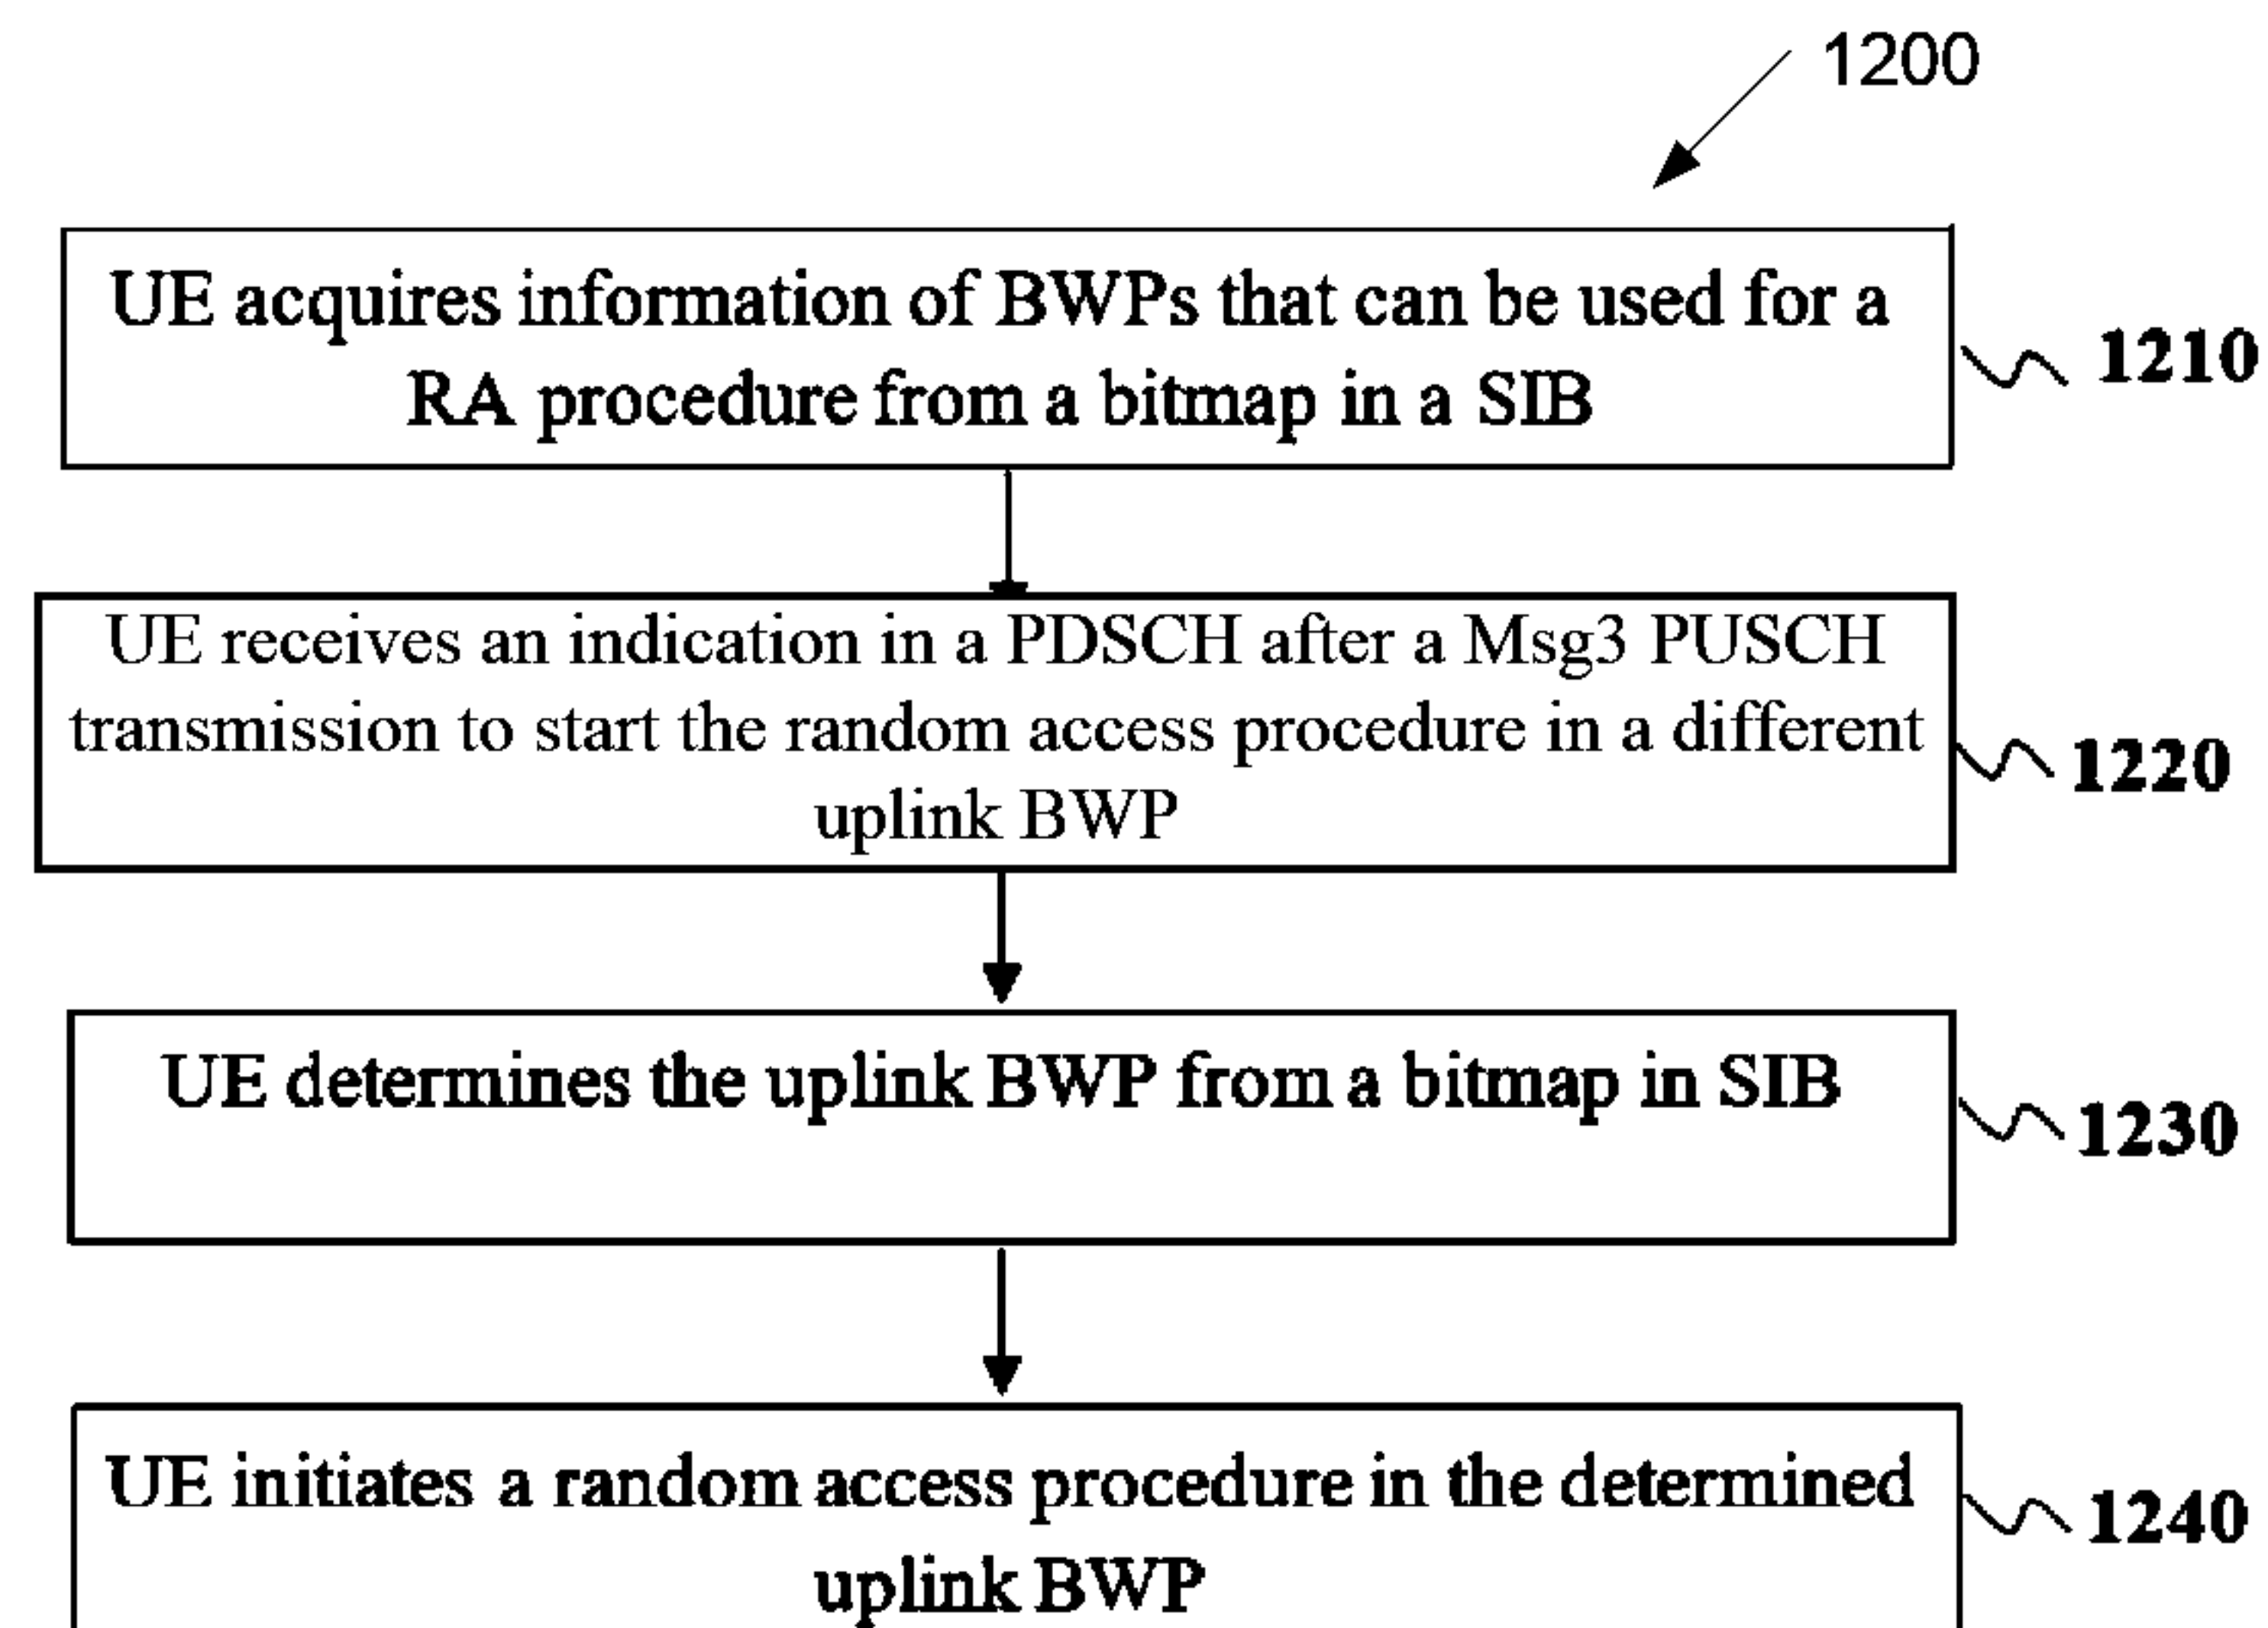 1200
UE acquires information of BWPs that can be used for a
RA procedure from a bitmap in a SIB
1210
UE receives an indication in a PDSCH after a Msg3 PUSCH
transmission to start the random access procedure in a different
uplink BWP
1220
UE determines the uplink BWP from a bitmap in SIB
1230
UE initiates a random access procedure in the determined
uplink BWP
1240